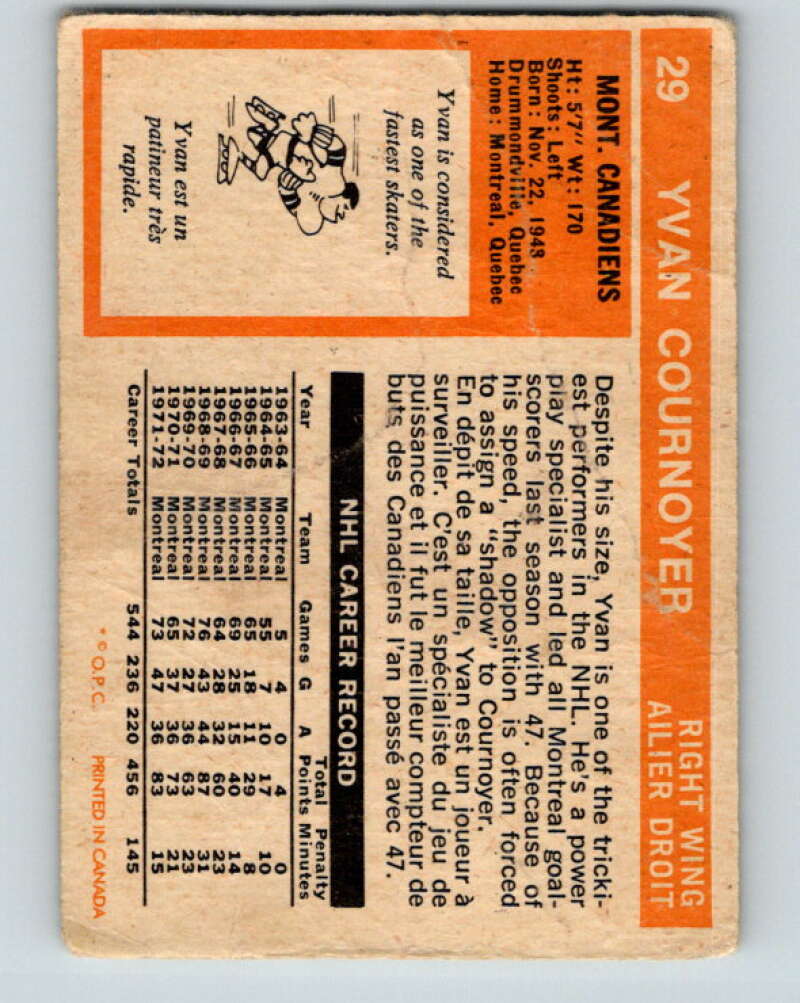 29 YVAN COURNOYER
RIGHT WING
AILIER DROIT
MONT. CANADIENS
Ht: 5'7" Wt: 170
Shoots: Left
Born: Nov. 22, 1943
Drummondville, Quebec
Home: Montreal, Quebec
Yvan is considered
as one of the
fastest skaters.
Yvan est un
patineur très
rapide.
Despite his size, Yvan is one of the tricki-
est performers in the NHL. He's a power
play specialist and led all Montreal goal-
scorers last season with 47. Because of
his speed, the opposition is often forced
to assign a "shadow" to Cournoyer.
En dépit de sa taille, Yvan est un joueur à
surveiller. C'est un spécialiste du jeu de
puissance et il fut le meilleur compteur de
buts des Canadiens l'an passé avec 47.
NHL CAREER RECORD
Total Penalty
Year Team Games G A Points Minutes
1963-64 Montreal 5 4 0 4 0
1964-65 Montreal 55 7 10 17 10
1965-66 Montreal 65 18 11 29 8
1966-67 Montreal 69 25 15 40 14
1967-68 Montreal 64 28 32 60 23
1968-69 Montreal 76 43 44 87 31
1969-70 Montreal 72 27 36 63 23
1970-71 Montreal 65 37 36 73 21
1971-72 Montreal 73 47 36 83 15
Career Totals 544 236 220 456 145
* © O.P.C. PRINTED IN CANADA